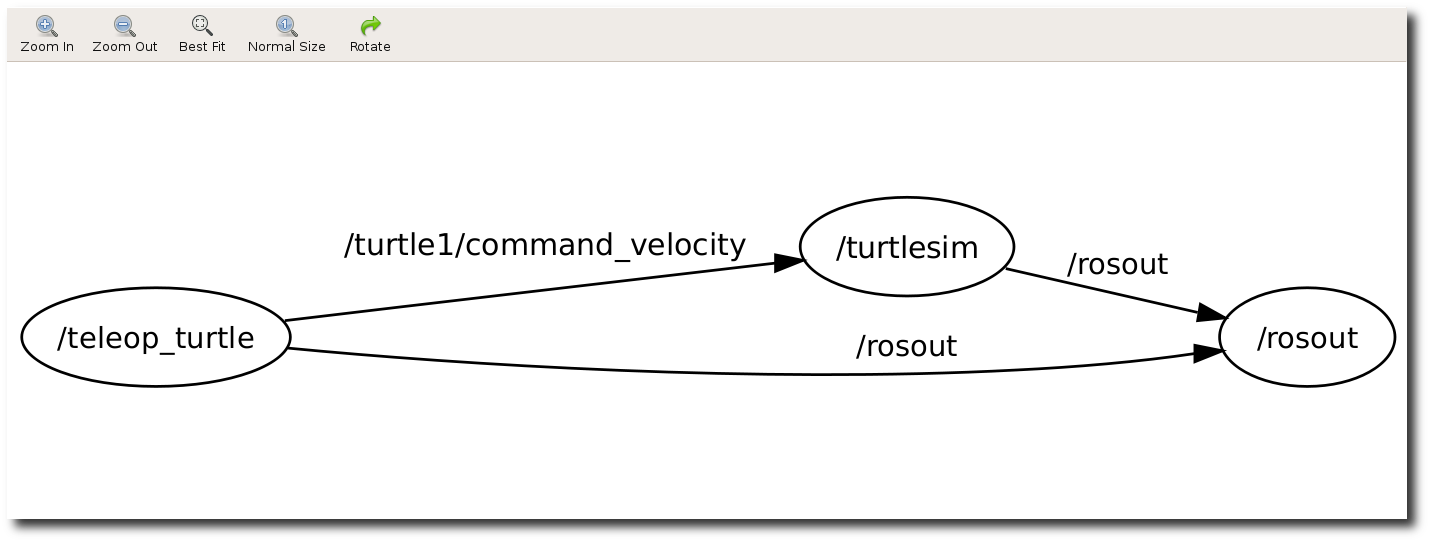 Zoom In
Zoom Out
Best Fit
Normal Size
Rotate
/turtle1/command_velocity
/turtlesim
/rosout
/teleop_turtle
/rosout
/rosout